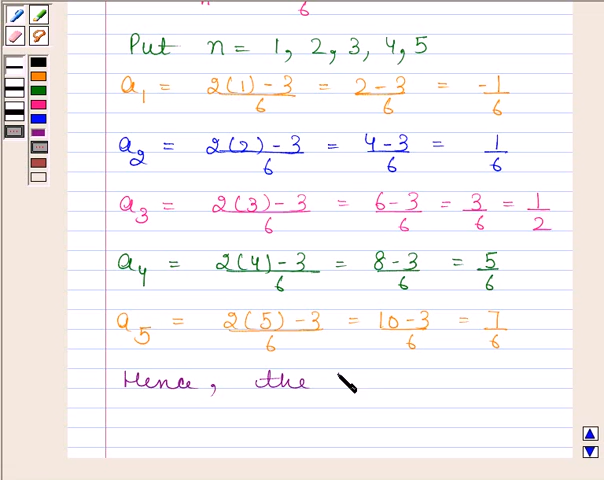 n 6
Put n = 1, 2, 3, 4, 5
a₁ = 2(1) - 3/6 = 2 - 3/6 = -1/6
a₂ = 2(2) - 3/6 = 4 - 3/6 = 1/6
a₃ = 2(3) - 3/6 = 6 - 3/6 = 3/6 = 1/2
a₄ = 2(4) - 3/6 = 8 - 3/6 = 5/6
a₅ = 2(5) - 3/6 = 10 - 3/6 = 7/6
Hence, the